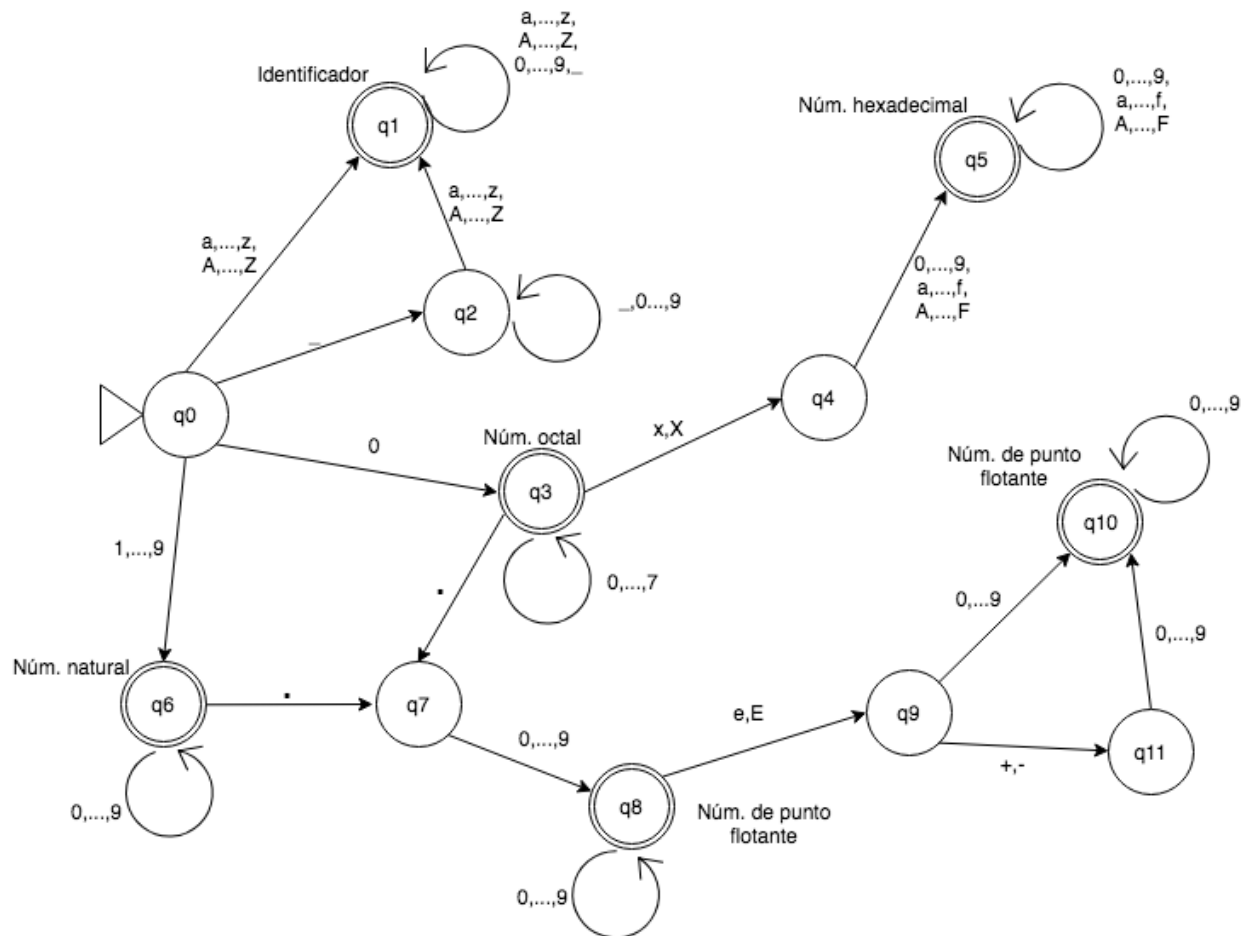 a,...,z,
A,...,Z,
0,...,9,_
Identificador
q1
0,...,9,
a,...,f,
A,...,F
Núm. hexadecimal
q5
a,...,z,
A,...,Z
a,...,z,
A,...,Z
0,...,9,
a,...,f,
A,...,F
q2
_,0...,9
_
q4
q0
0
x,X
0,...,9
Núm. octal
q3
Núm. de punto
flotante
q10
1,...,9
.
0,...,7
0,...9
0,...,9
Núm. natural
q6
.
q7
e,E
q9
0,...,9
+,-
q11
0,...,9
q8
Núm. de punto
flotante
0,...,9